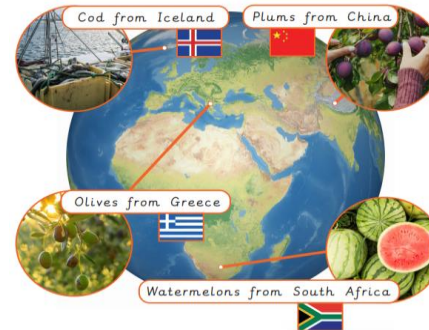 Cod from Iceland
Plums from China
Olives from Greece
Watermelons from South Africa